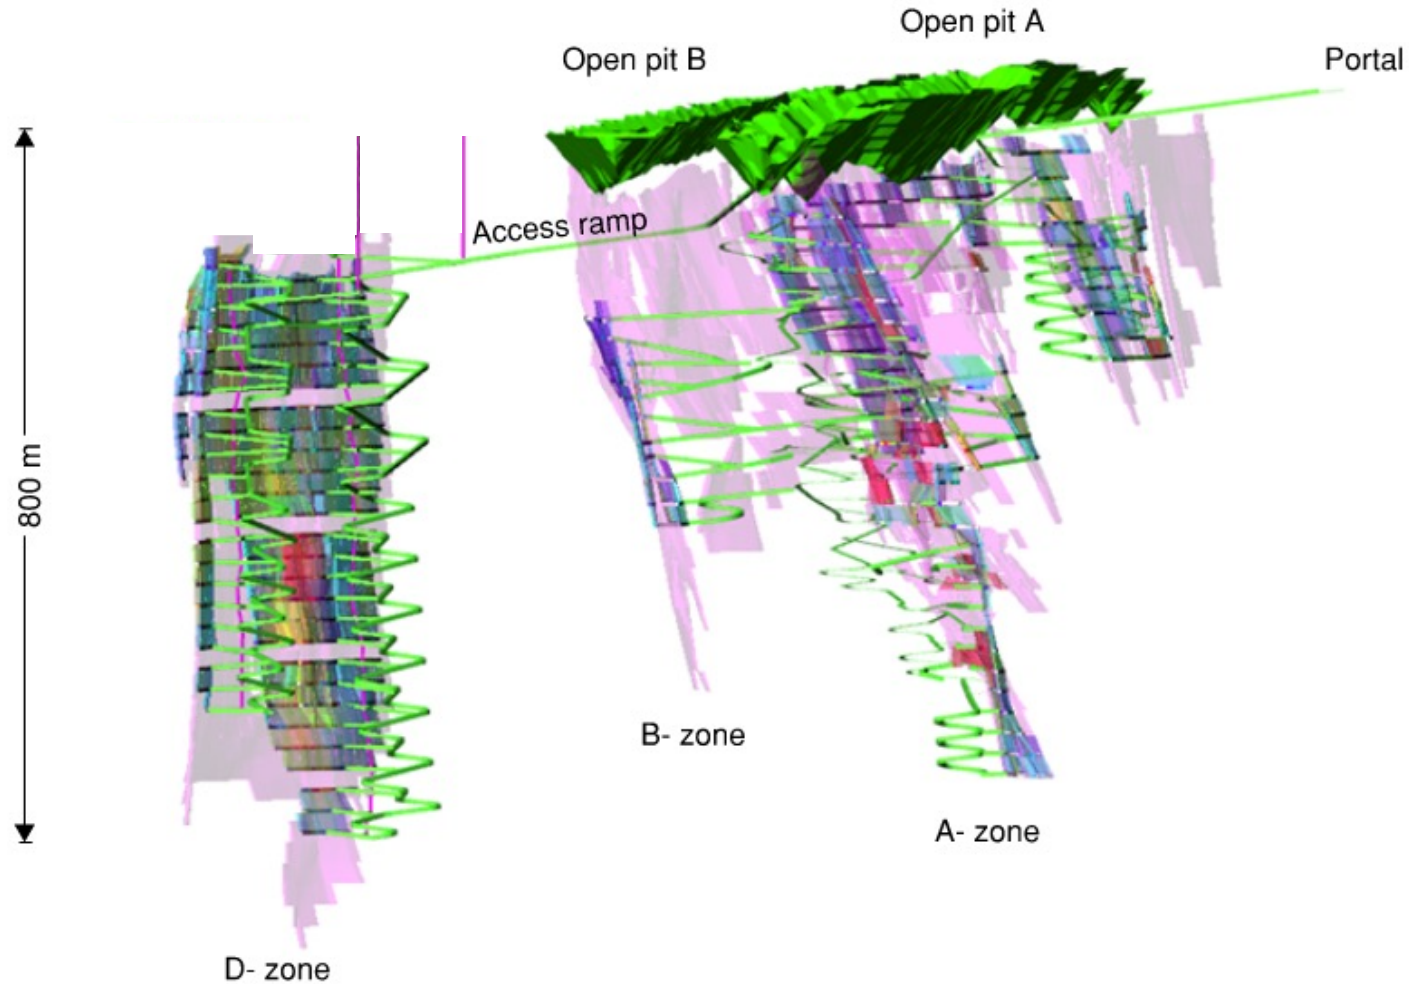 Open pit A
Open pit B
Portal
Access ramp
800 m
B- zone
A- zone
D- zone